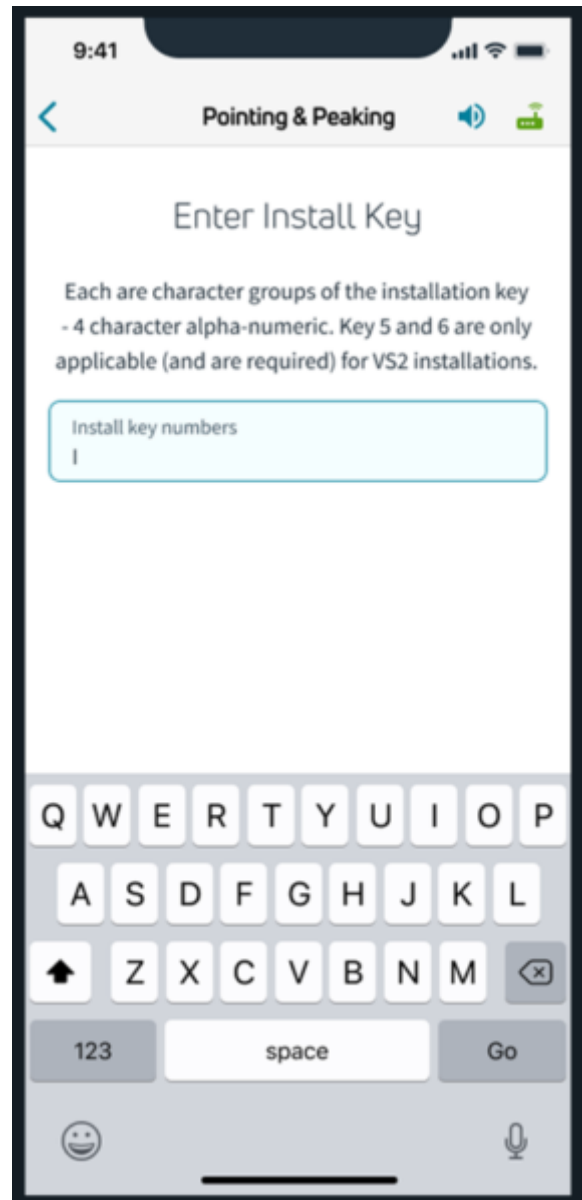 9:41
Pointing & Peaking
Enter Install Key
Each are character groups of the installation key
- 4 character alpha-numeric. Key 5 and 6 are only
applicable (and are required) for VS2 installations.
Install key numbers
Q W E R T Y U I O P
A S D F G H J K L
Z X C V B N M
123 space Go